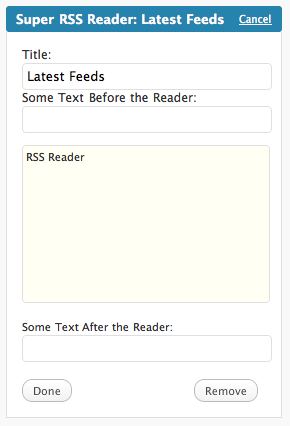 Super RSS Reader: Latest Feeds Cancel
Title:
Latest Feeds
Some Text Before the Reader:
RSS Reader
Some Text After the Reader:
Done Remove